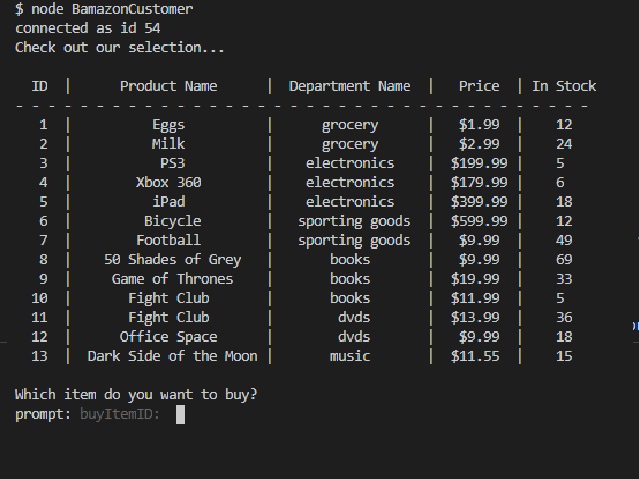 $ node BamazonCustomer
connected as id 54
Check out our selection...
ID | Product Name | Department Name | Price | In Stock
- - - - - - - - - - - - - - - - - - - - - - - - - - - - - - - - - - - -
1 | Eggs | grocery | $1.99 | 12
2 | Milk | grocery | $2.99 | 24
3 | PS3 | electronics | $199.99 | 5
4 | Xbox 360 | electronics | $179.99 | 6
5 | iPad | electronics | $399.99 | 18
6 | Bicycle | sporting goods | $599.99 | 12
7 | Football | sporting goods | $9.99 | 49
8 | 50 Shades of Grey | books | $9.99 | 69
9 | Game of Thrones | books | $19.99 | 33
10 | Fight Club | books | $11.99 | 5
11 | Fight Club | dvds | $13.99 | 36
12 | Office Space | dvds | $9.99 | 18
13 | Dark Side of the Moon | music | $11.55 | 15
Which item do you want to buy?
prompt: buyItemID: